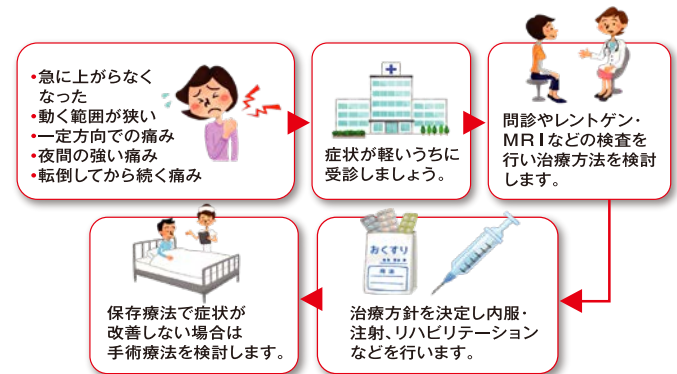 •急に上がらなく
なった
•動く範囲が狭い
•一定方向での痛み
•夜間の強い痛み
•転倒してから続く痛み
症状が軽いうちに
受診しましょう。
問診やレントゲン・
MRIなどの検査を
行い治療方法を検討
します。
おくすり
用法
治療方針を決定し内服・
注射、リハビリテーション
などを行います。
保存療法で症状が
改善しない場合は
手術療法を検討します。